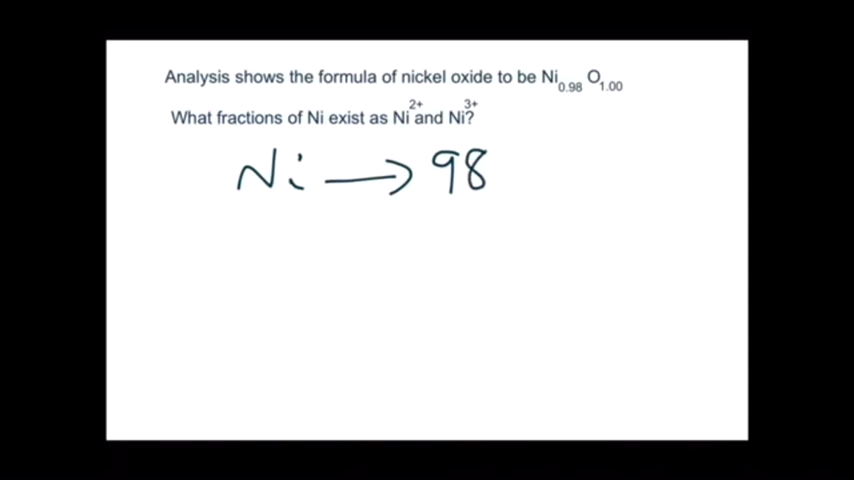 Analysis shows the formula of nickel oxide to be Ni0.98 O1.00
What fractions of Ni exist as Ni2+ and Ni3+?
Ni → 98